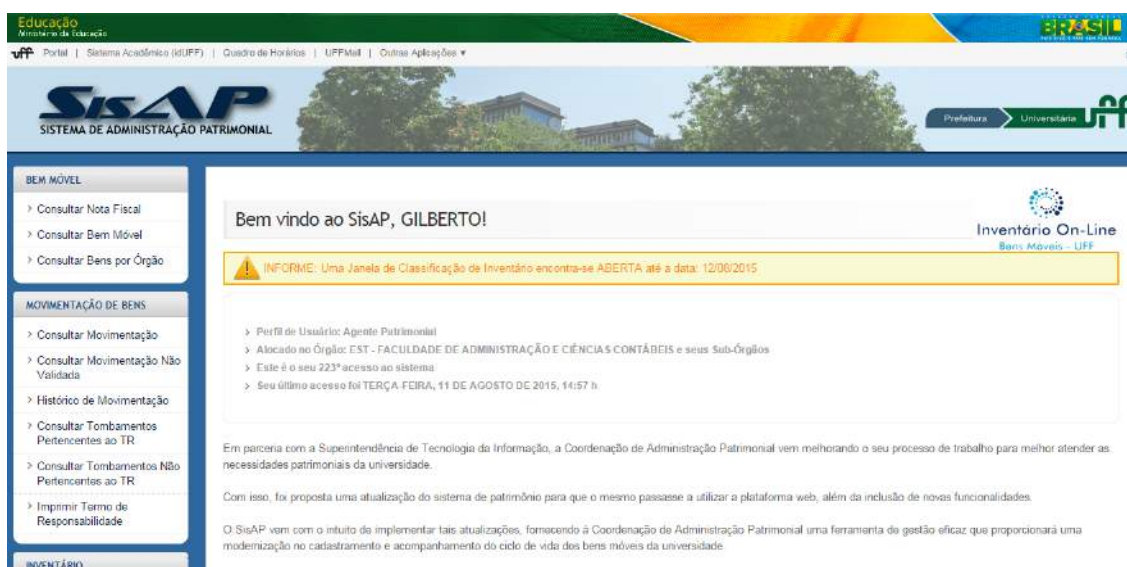 Educação
Ministério da Educação
BRASIL
uff Portal | Sistema Acadêmico (idUFF) | Quadro de Horários | UFFMail | Outras Aplicações ▾
SISAP
SISTEMA DE ADMINISTRAÇÃO PATRIMONIAL
Prefeitura Universitária uff
BEM MÓVEL
> Consultar Nota Fiscal
> Consultar Bem Móvel
> Consultar Bens por Órgão
MOVIMENTAÇÃO DE BENS
> Consultar Movimentação
> Consultar Movimentação Não
Validada
> Histórico de Movimentação
> Consultar Tombamentos
Pertencentes ao TR
> Consultar Tombamentos Não
Pertencentes ao TR
> Imprimir Termo de
Responsabilidade
INVENTÁRIO
Bem vindo ao SisAP, GILBERTO!
Inventário On-Line
Bens Móveis - UFF
INFORME: Uma Janela de Classificação de Inventário encontra-se ABERTA até a data: 12/08/2015
> Perfil de Usuário: Agente Patrimonial
> Alocado no Órgão: EST - FACULDADE DE ADMINISTRAÇÃO E CIÊNCIAS CONTÁBEIS e seus Sub-Órgãos
> Este é o seu 223º acesso ao sistema
> Seu último acesso foi TERÇA-FEIRA, 11 DE AGOSTO DE 2015, 14:57 h.
Em parceria com a Superintendência de Tecnologia da Informação, a Coordenação de Administração Patrimonial vem melhorando o seu processo de trabalho para melhor atender as
necessidades patrimoniais da universidade.
Com isso, foi proposta uma atualização do sistema de patrimônio para que o mesmo passasse a utilizar a plataforma web, além da inclusão de novas funcionalidades.
O SisAP vem com o intuito de implementar tais atualizações, fornecendo à Coordenação de Administração Patrimonial uma ferramenta de gestão eficaz que proporcionará uma
modernização no cadastramento e acompanhamento do ciclo de vida dos bens móveis da universidade.